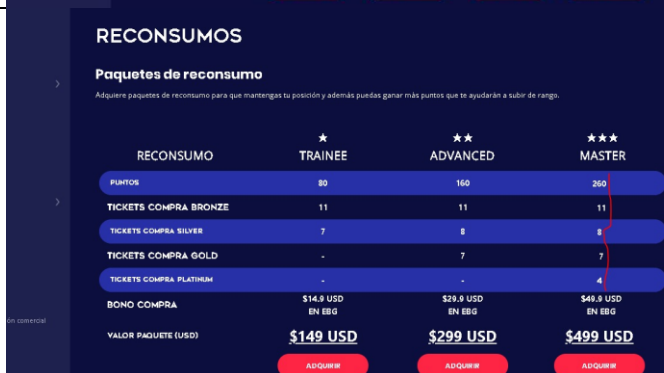 RECONSUMOS
Paquetes de reconsumo
Adquiere paquetes de reconsumo para que mantengas tu posición y además puedas ganar más puntos que te ayudarán a subir de rango.
RECONSUMO TRAINEE ADVANCED MASTER
PUNTOS 80 160 260
TICKETS COMPRA BRONZE 11 11 11
TICKETS COMPRA SILVER 7 8 8
TICKETS COMPRA GOLD - 7 7
TICKETS COMPRA PLATINUM - - 4
BONO COMPRA $14.9 USD EN EBG $29.9 USD EN EBG $49.9 USD EN EBG
ón comercial
VALOR PAQUETE (USD) $149 USD $299 USD $499 USD
ADQUIRIR ADQUIRIR ADQUIRIR